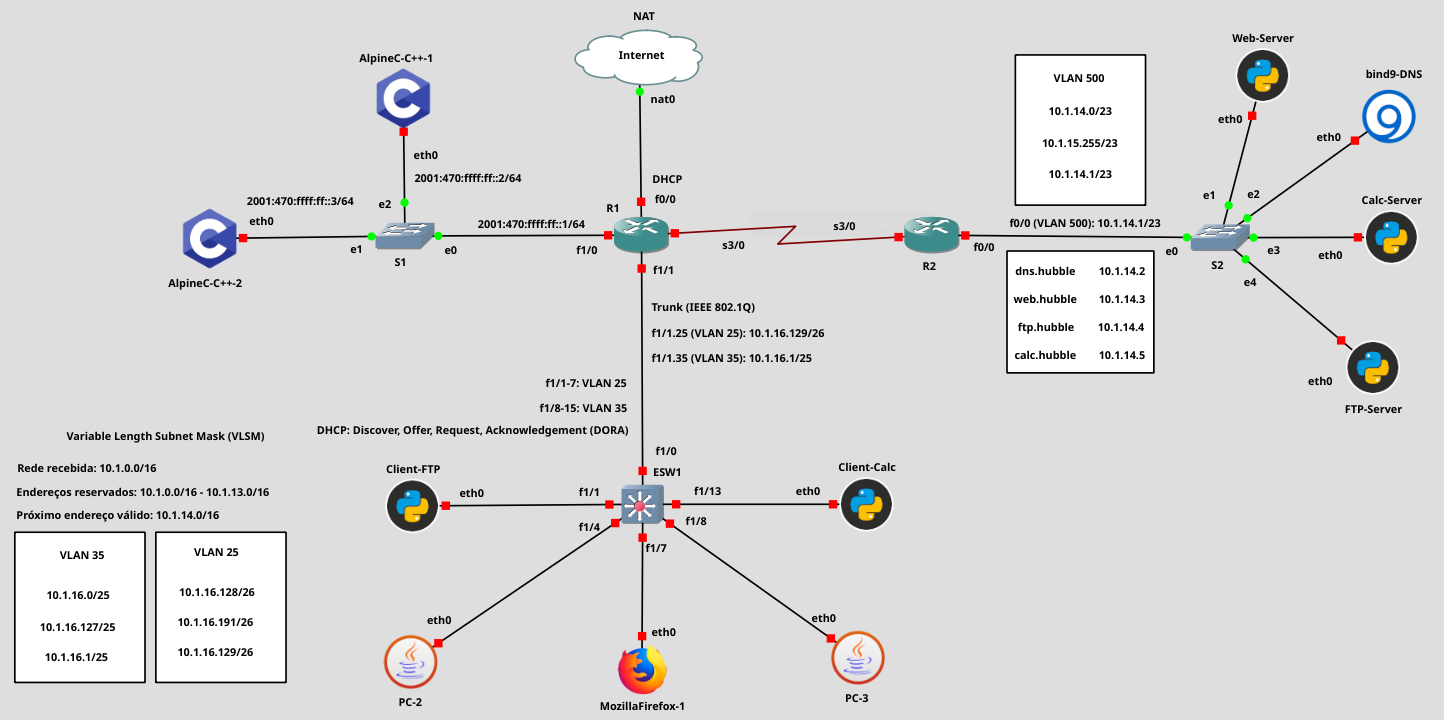 NAT
Internet
nat0
AlpineC-C++-1
eth0
2001:470:ffff:ff::2/64
e2
2001:470:ffff:ff::3/64
eth0
AlpineC-C++-2
e1
S1
e0
2001:470:ffff:ff::1/64
DHCP
f0/0
R1
f1/0
f1/1
s3/0
s3/0
R2
f0/0
f0/0 (VLAN 500): 10.1.14.1/23
VLAN 500
10.1.14.0/23
10.1.15.255/23
10.1.14.1/23
Web-Server
eth0
bind9-DNS
eth0
e1
e2
Calc-Server
eth0
e0
S2
e3
e4
eth0
FTP-Server
dns.hubble 10.1.14.2
web.hubble 10.1.14.3
ftp.hubble 10.1.14.4
calc.hubble 10.1.14.5
Trunk (IEEE 802.1Q)
f1/1.25 (VLAN 25): 10.1.16.129/26
f1/1.35 (VLAN 35): 10.1.16.1/25
f1/1-7: VLAN 25
f1/8-15: VLAN 35
DHCP: Discover, Offer, Request, Acknowledgement (DORA)
f1/0
ESW1
Client-FTP
eth0
f1/1
f1/13
eth0
Client-Calc
f1/4
f1/7
f1/8
eth0
PC-2
eth0
MozillaFirefox-1
eth0
PC-3
Variable Length Subnet Mask (VLSM)
Rede recebida: 10.1.0.0/16
Endereços reservados: 10.1.0.0/16 - 10.1.13.0/16
Próximo endereço válido: 10.1.14.0/16
VLAN 35
10.1.16.0/25
10.1.16.127/25
10.1.16.1/25
VLAN 25
10.1.16.128/26
10.1.16.191/26
10.1.16.129/26